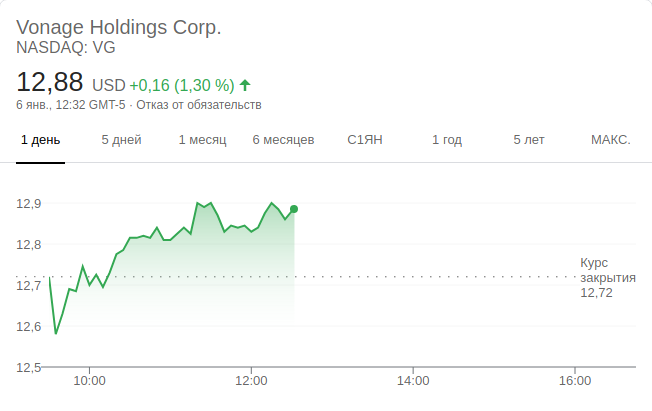 Vonage Holdings Corp.
NASDAQ: VG
12,88 USD +0,16 (1,30 %)
6 янв., 12:32 GMT-5 · Отказ от обязательств
1 день 5 дней 1 месяц 6 месяцев С1ЯН 1 год 5 лет МАКС.
12,9
12,8
12,7
12,6
12,5
Курс
закрытия
12,72
10:00 12:00 14:00 16:00